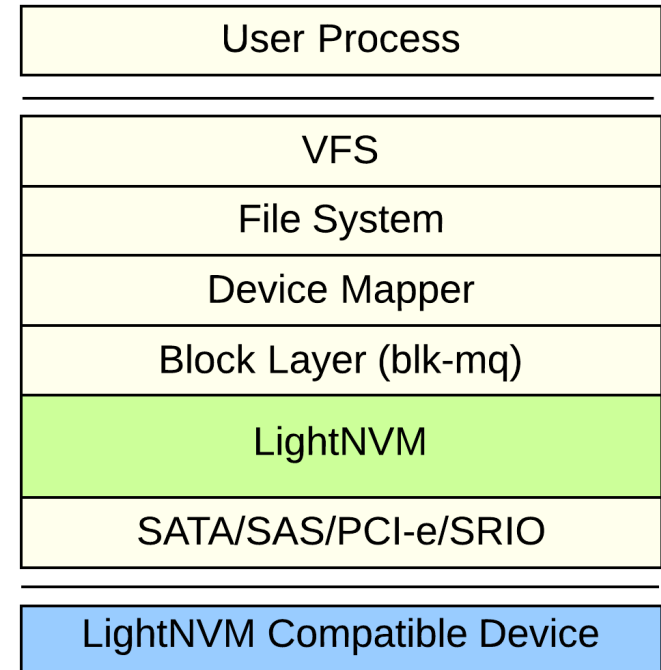 User Process
VFS
File System
Device Mapper
Block Layer (blk-mq)
LightNVM
SATA/SAS/PCI-e/SRIO
LightNVM Compatible Device